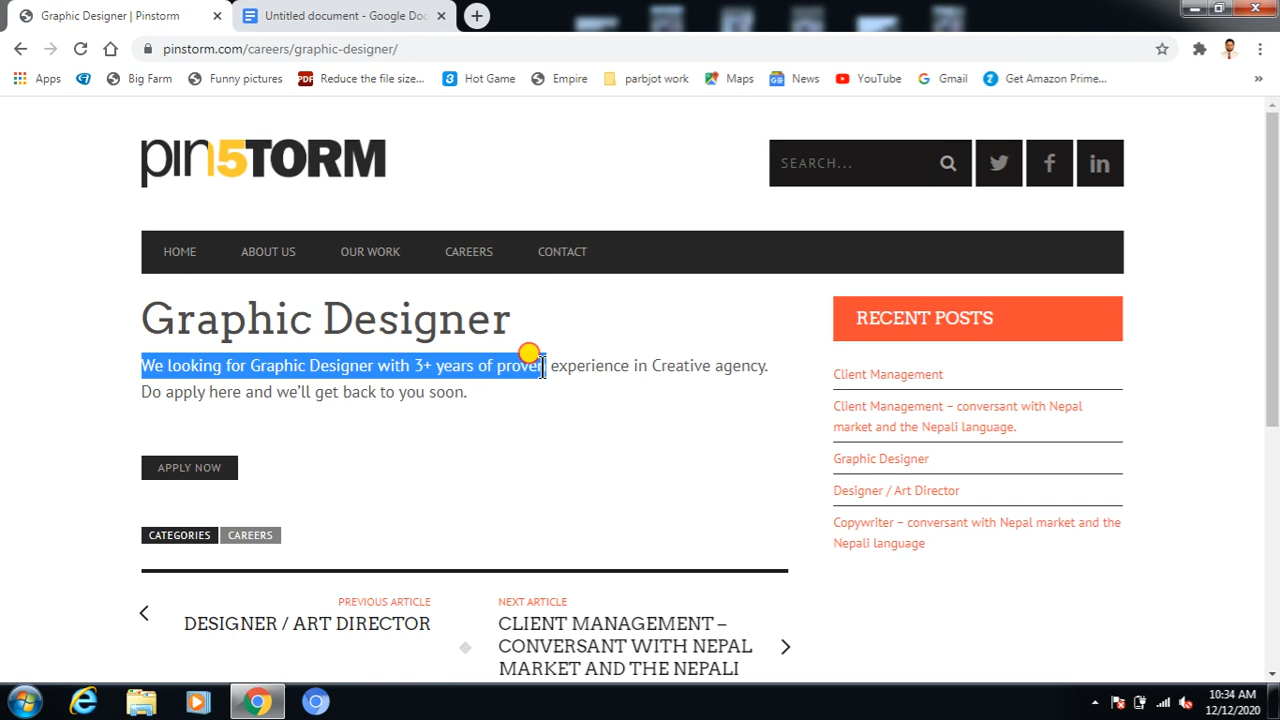 Graphic Designer | Pinstorm
Untitled document - Google Doc
pinstorm.com/careers/graphic-designer/
Apps
Big Farm
Funny pictures
PDF
Reduce the file size...
3
Hot Game
Empire
parbjot work
Maps
News
YouTube
Gmail
Get Amazon Prime...
pin5TORM
SEARCH...
HOME
ABOUT US
OUR WORK
CAREERS
CONTACT
Graphic Designer
We looking for Graphic Designer with 3+ years of proven experience in Creative agency.
Do apply here and we'll get back to you soon.
APPLY NOW
CATEGORIES
CAREERS
PREVIOUS ARTICLE
DESIGNER / ART DIRECTOR
NEXT ARTICLE
CLIENT MANAGEMENT –
CONVERSANT WITH NEPAL
MARKET AND THE NEPALI
RECENT POSTS
Client Management
Client Management – conversant with Nepal
market and the Nepali language.
Graphic Designer
Designer / Art Director
Copywriter – conversant with Nepal market and the
Nepali language
10:34 AM
12/12/2020